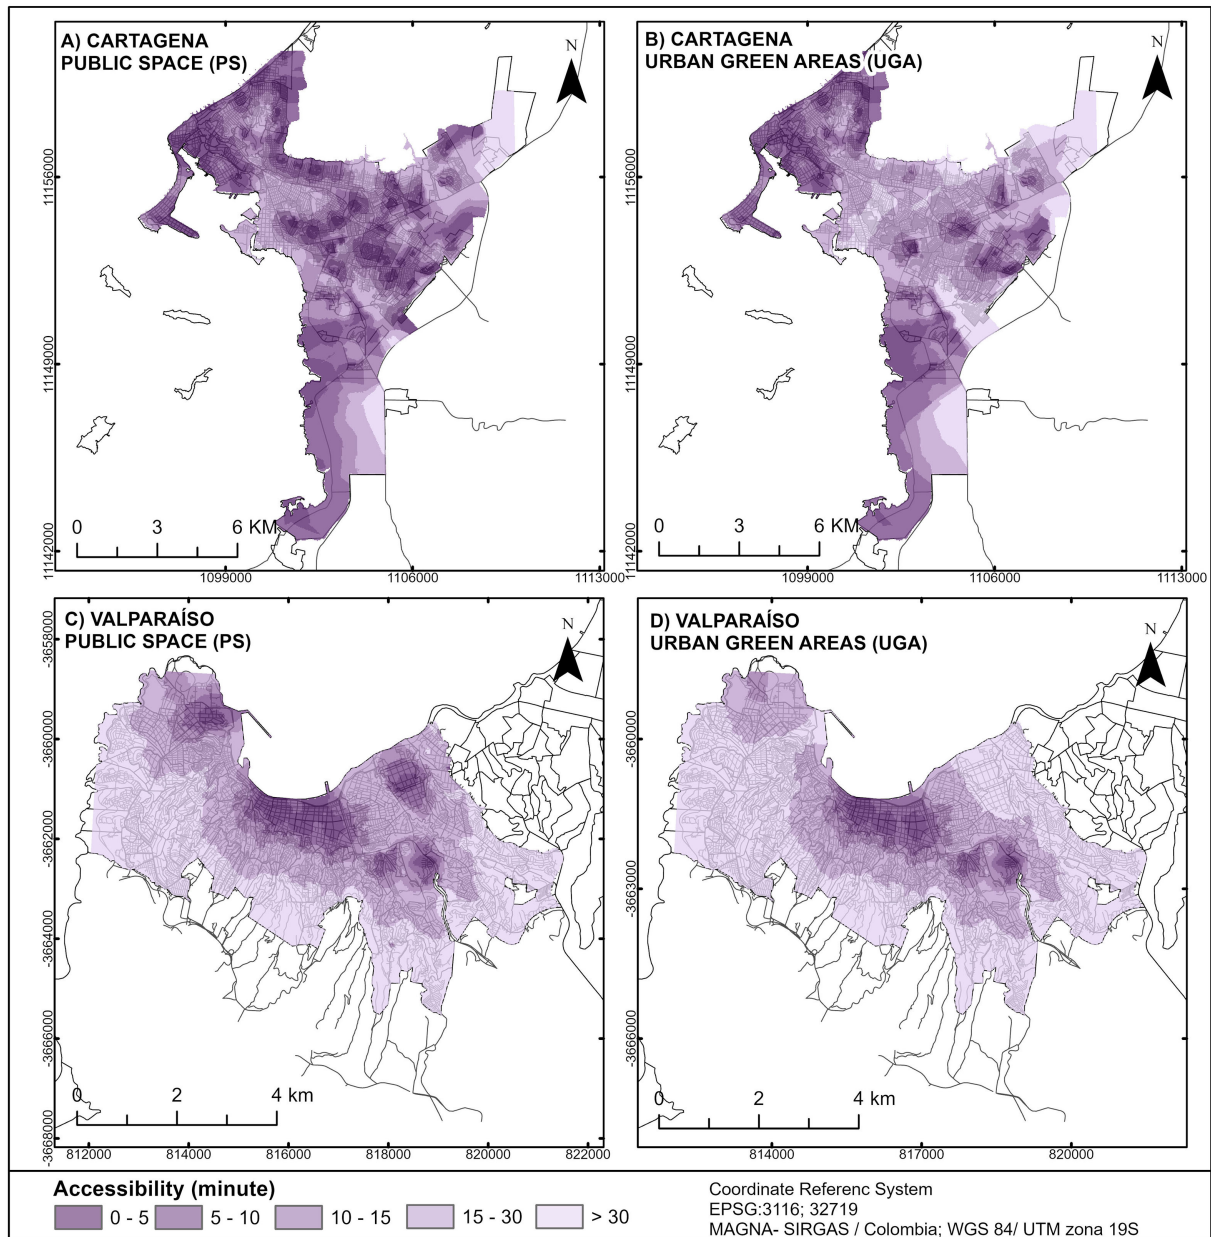 A) CARTAGENA
PUBLIC SPACE (PS)
N
11156000
11149000
11142000
0 3 6 KM
1099000 1106000 1113000
B) CARTAGENA
URBAN GREEN AREAS (UGA)
N
11156000
11149000
11142000
0 3 6 KM
1099000 1106000 1113000
C) VALPARAÍSO
PUBLIC SPACE (PS)
N
-3658000
-3660000
-3662000
-3664000
-3666000
-3668000
0 2 4 km
812000 814000 816000 818000 820000 822000
D) VALPARAÍSO
URBAN GREEN AREAS (UGA)
N
-3660000
-3663000
-3666000
0 2 4 km
814000 817000 820000
Accessibility (minute)
0 - 5 5 - 10 10 - 15 15 - 30 > 30
Coordinate Referenc System
EPSG:3116; 32719
MAGNA- SIRGAS / Colombia; WGS 84/ UTM zona 19S